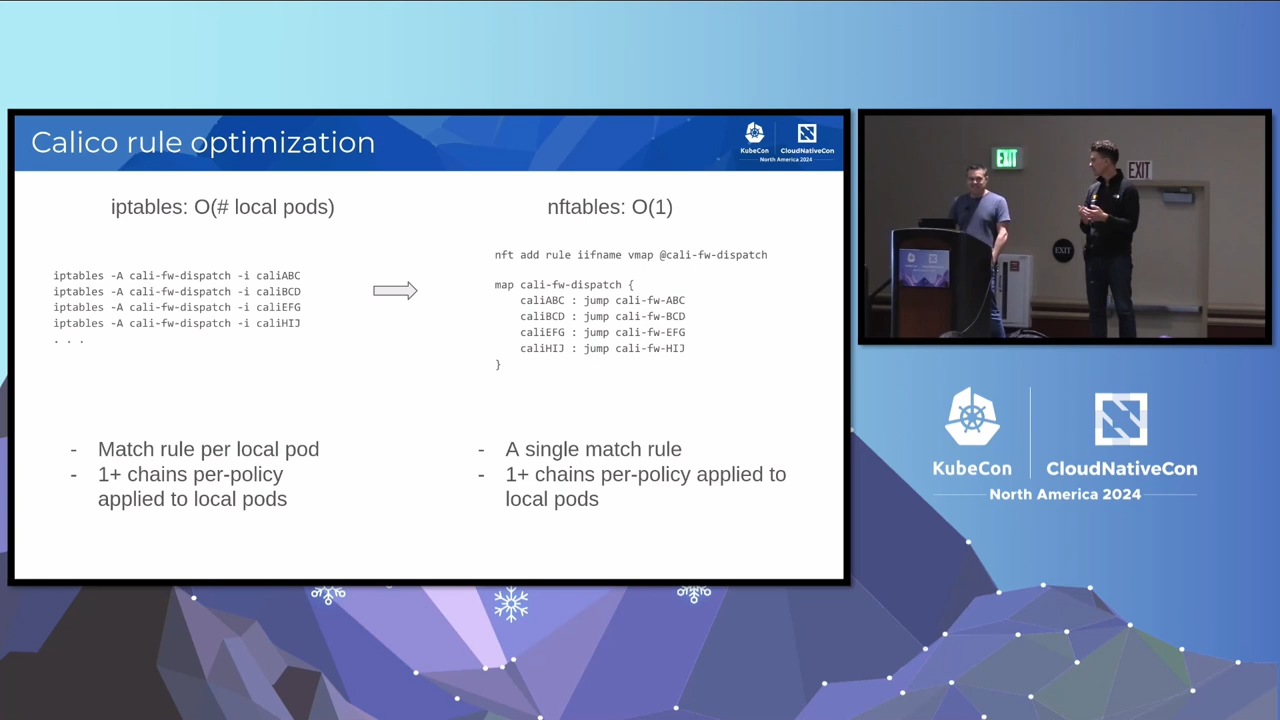 Calico rule optimization
KubeCon
CloudNativeCon
North America 2024
iptables: O(# local pods)
iptables -A cali-fw-dispatch -i caliABC
iptables -A cali-fw-dispatch -i caliBCD
iptables -A cali-fw-dispatch -i caliEFG
iptables -A cali-fw-dispatch -i caliHIJ
. . .
- Match rule per local pod
- 1+ chains per-policy
applied to local pods
nftables: O(1)
nft add rule iifname vmap @cali-fw-dispatch
map cali-fw-dispatch {
caliABC : jump cali-fw-ABC
caliBCD : jump cali-fw-BCD
caliEFG : jump cali-fw-EFG
caliHIJ : jump cali-fw-HIJ
}
- A single match rule
- 1+ chains per-policy applied to
local pods
EXIT
EXIT
EXIT
KubeCon
CloudNativeCon
North America 2024